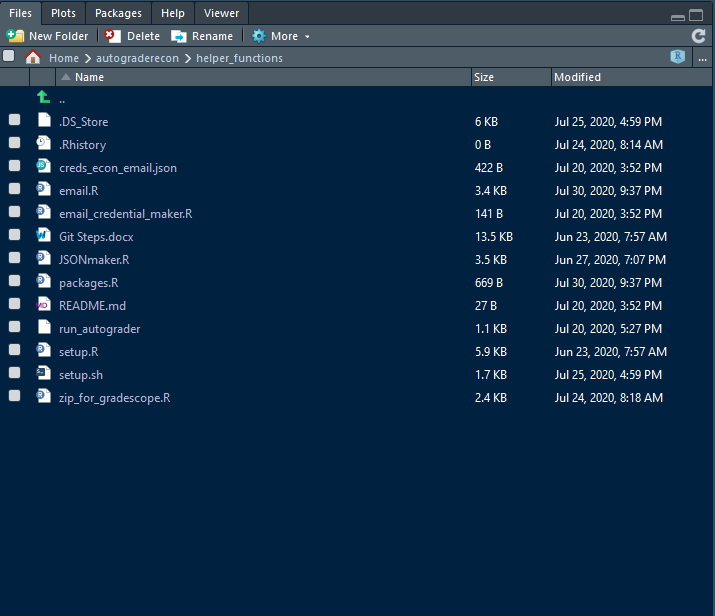 Files Plots Packages Help Viewer
New Folder Delete Rename More
Home autograderecon helper_functions R ...
Name Size Modified
..
.DS_Store 6 KB Jul 25, 2020, 4:59 PM
.Rhistory 0 B Jul 24, 2020, 8:14 AM
creds_econ_email.json 422 B Jul 20, 2020, 3:52 PM
email.R 3.4 KB Jul 30, 2020, 9:37 PM
email_credential_maker.R 141 B Jul 20, 2020, 3:52 PM
Git Steps.docx 13.5 KB Jun 23, 2020, 7:57 AM
JSONmaker.R 3.5 KB Jun 27, 2020, 7:07 PM
packages.R 669 B Jul 30, 2020, 9:37 PM
README.md 27 B Jul 20, 2020, 3:52 PM
run_autograder 1.1 KB Jul 20, 2020, 5:27 PM
setup.R 5.9 KB Jun 23, 2020, 7:57 AM
setup.sh 1.7 KB Jul 25, 2020, 4:59 PM
zip_for_gradescope.R 2.4 KB Jul 24, 2020, 8:18 AM